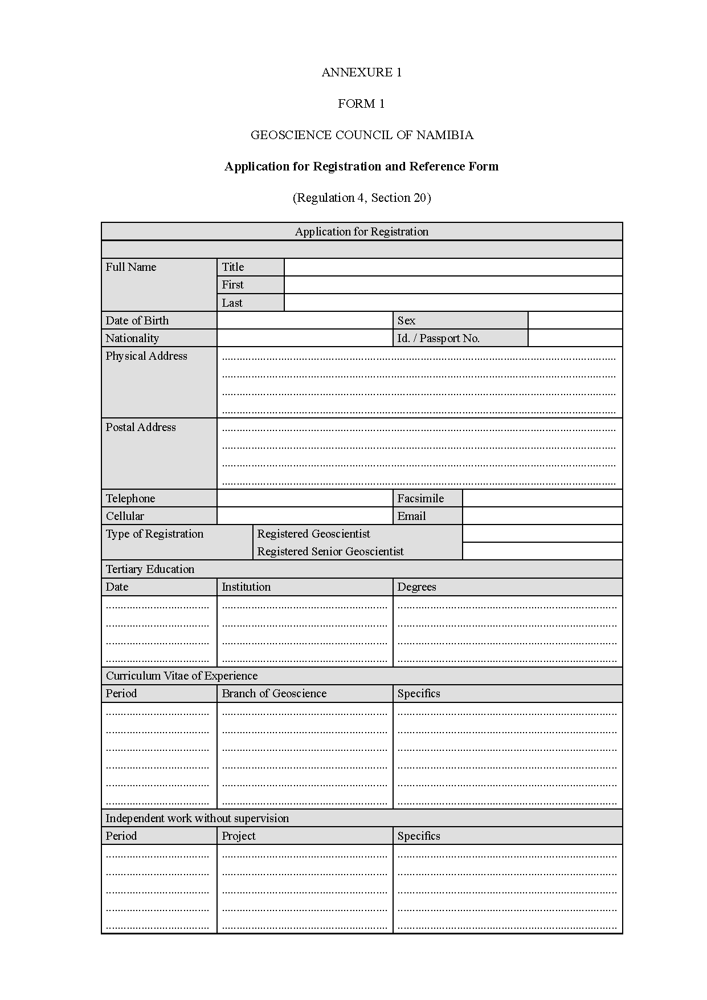 ANNEXURE 1
FORM 1
GEOSCIENCE COUNCIL OF NAMIBIA
Application for Registration and Reference Form
(Regulation 4, Section 20)
Application for Registration
Full Name Title
First
Last
Date of Birth Sex
Nationality Id. / Passport No.
Physical Address
Postal Address
Telephone Facsimile
Cellular Email
Type of Registration Registered Geoscientist
Registered Senior Geoscientist
Tertiary Education
Date Institution Degrees
Curriculum Vitae of Experience
Period Branch of Geoscience Specifics
Independent work without supervision
Period Project Specifics